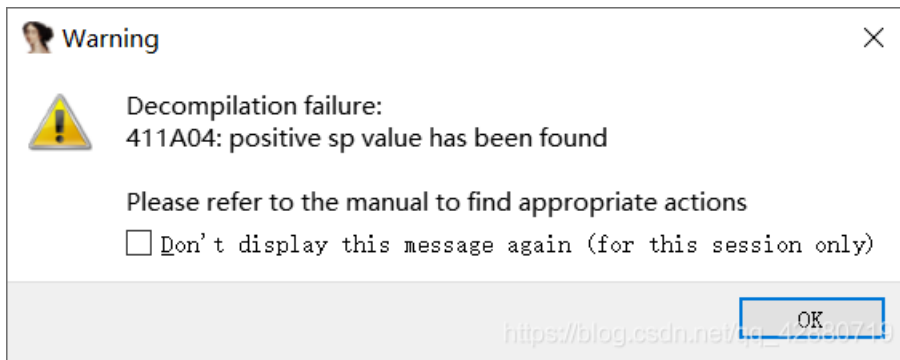 Warning
Decompilation failure:
411A04: positive sp value has been found
Please refer to the manual to find appropriate actions
Don't display this message again (for this session only)
OK
https://blog.csdn.net/qq_42880719